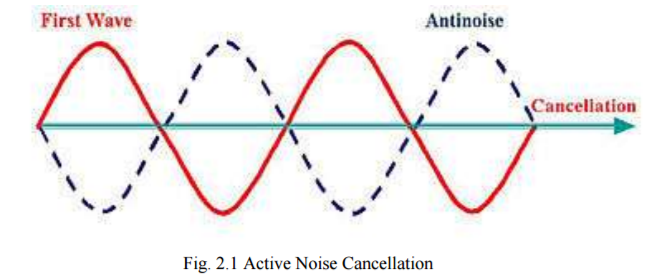 First Wave
Antinoise
Cancellation
Fig. 2.1 Active Noise Cancellation